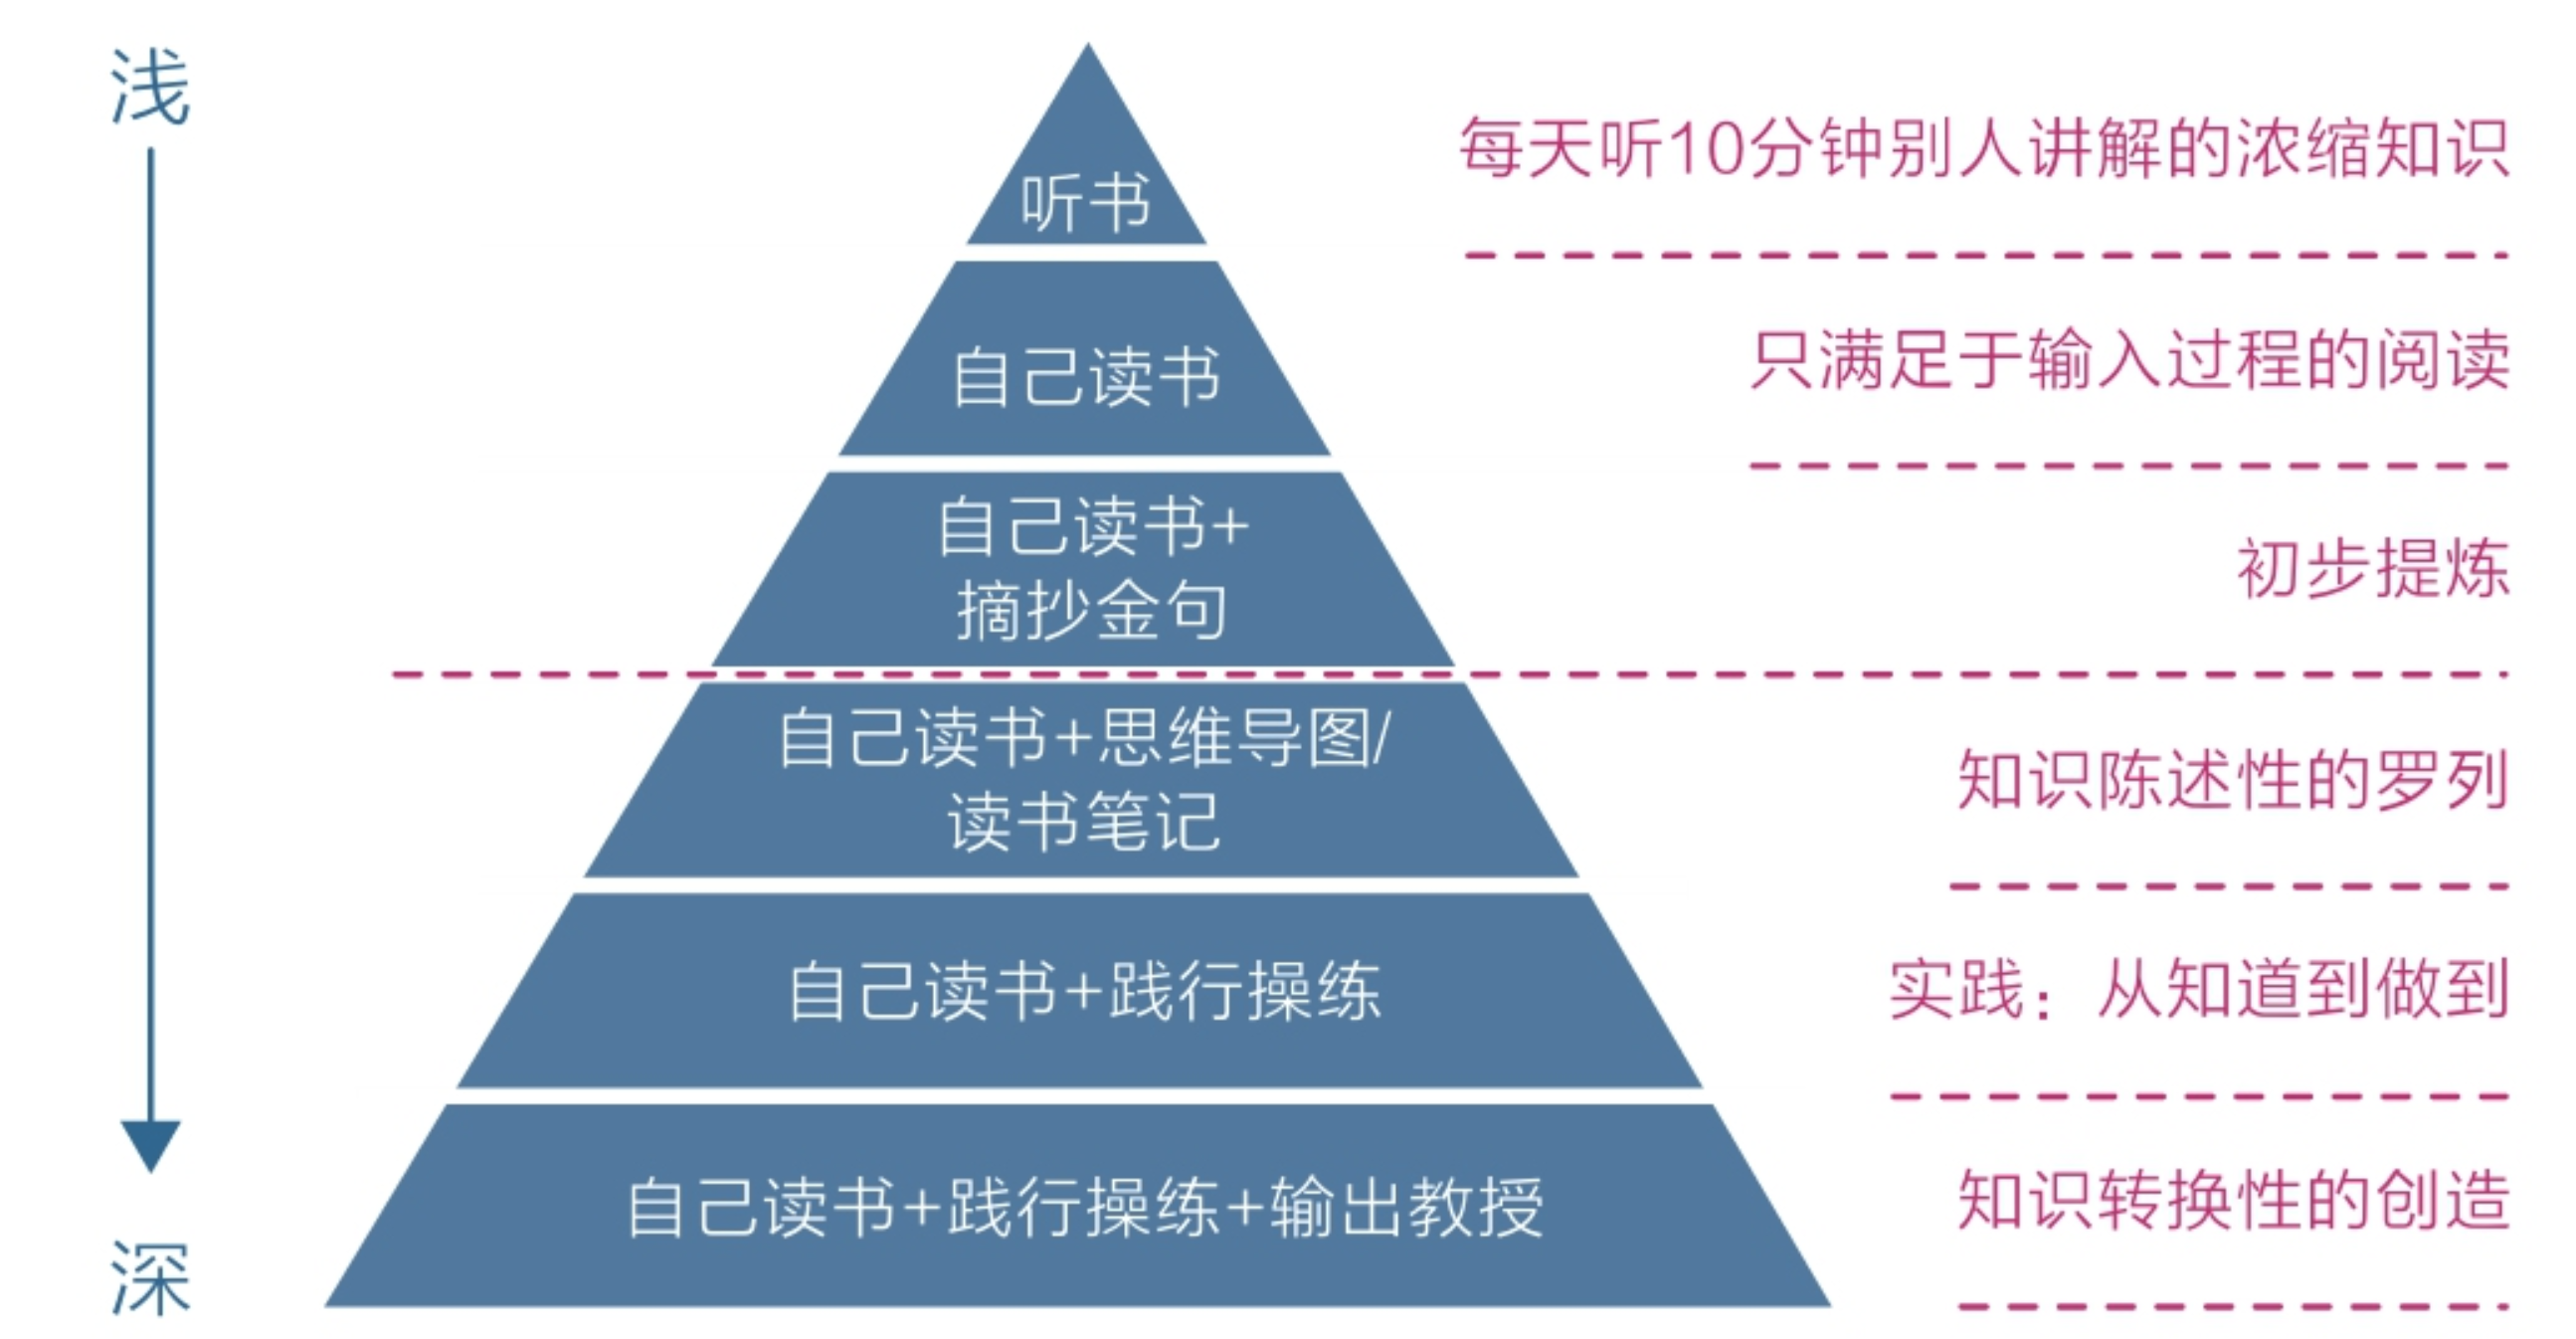 浅
听书
每天听10分钟别人讲解的浓缩知识
自己读书
只满足于输入过程的阅读
自己读书+
摘抄金句
初步提炼
自己读书+思维导图/
读书笔记
知识陈述性的罗列
自己读书+践行操练
实践：从知道到做到
自己读书+践行操练+输出教授
知识转换性的创造
深